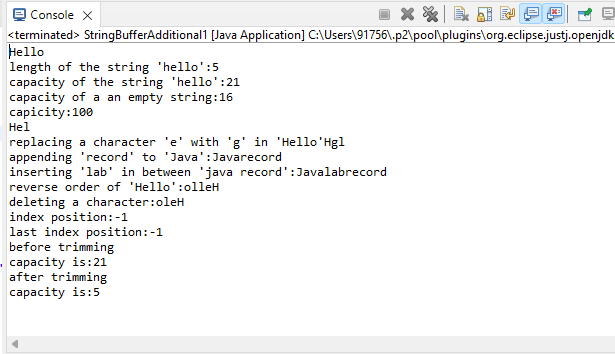 Console
<terminated> StringBufferAdditional1 [Java Application] C:\Users\91756\.p2\pool\plugins\org.eclipse.justj.openjdk
Hello
length of the string 'hello':5
capacity of the string 'hello':21
capacity of a an empty string:16
capicity:100
Hel
replacing a character 'e' with 'g' in 'Hello'Hgl
appending 'record' to 'Java':Javarecord
inserting 'lab' in between 'java record':Javalabrecord
reverse order of 'Hello':olleH
deleting a character:oleH
index position:-1
last index position:-1
before trimming
capacity is:21
after trimming
capacity is:5